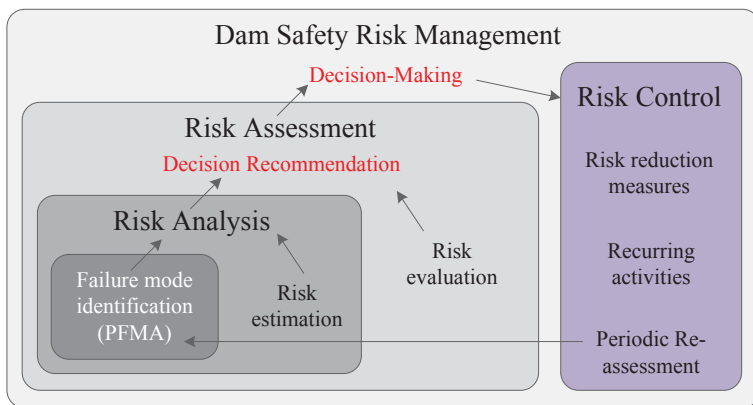 Dam Safety Risk Management
Decision-Making
Risk Assessment
Decision Recommendation
Risk Analysis
Failure mode
identification
(PFMA)
Risk
estimation
Risk
evaluation
Risk Control
Risk reduction
measures
Recurring
activities
Periodic Re-
assessment